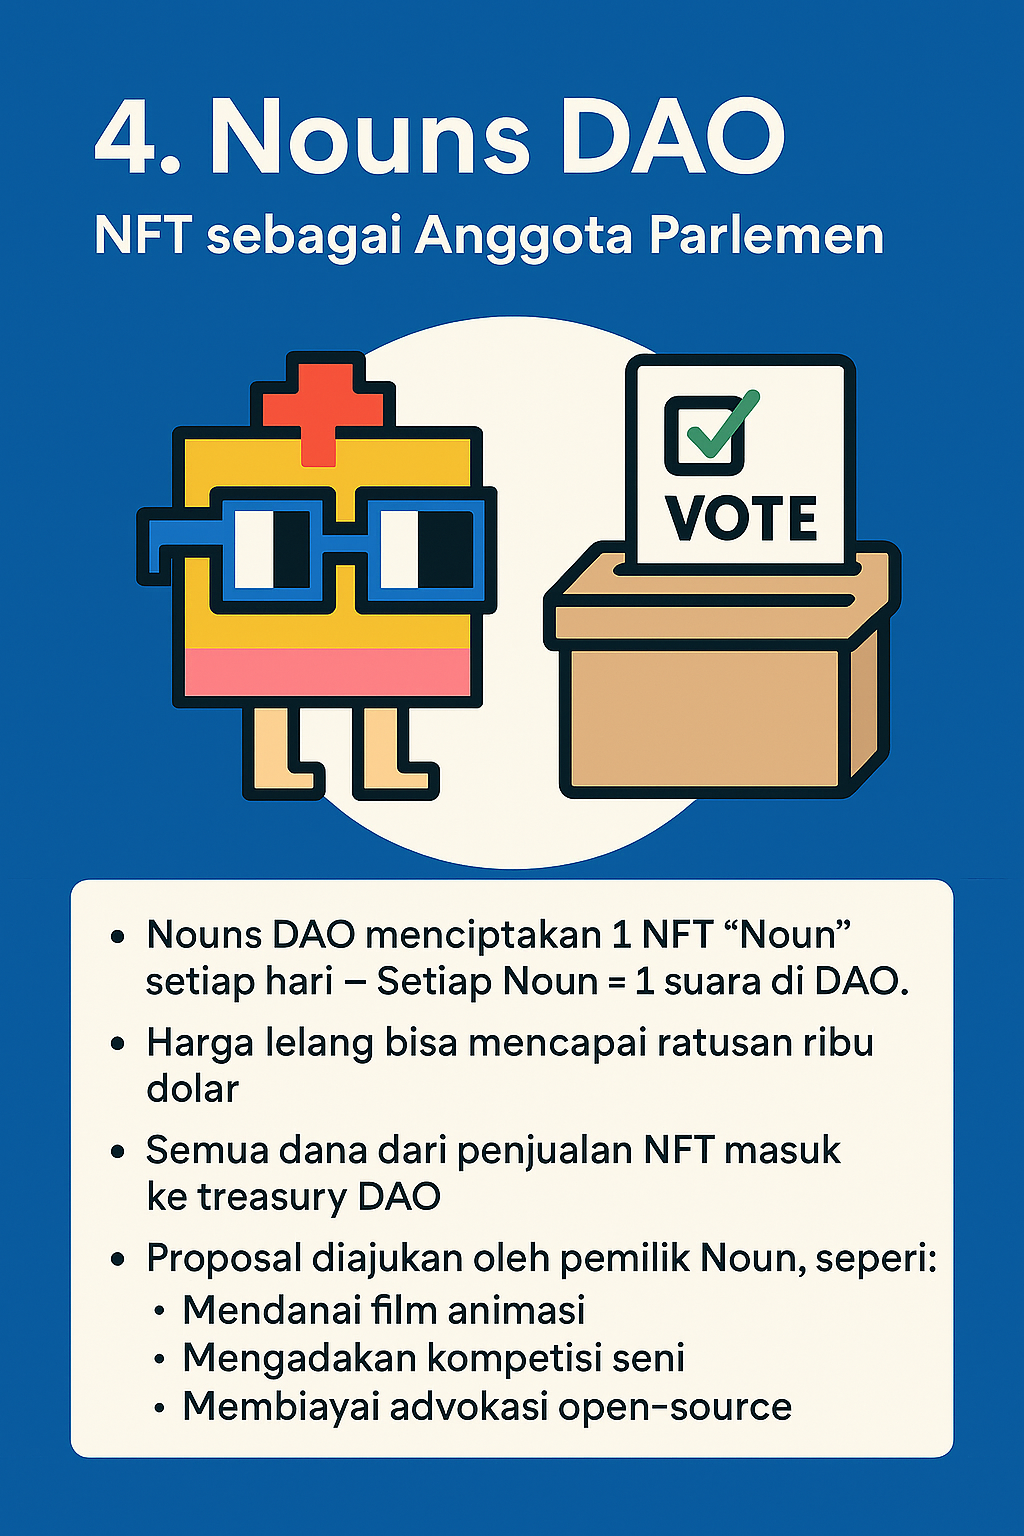 4. Nouns DAO
NFT sebagai Anggota Parlemen
VOTE
• Nouns DAO menciptakan 1 NFT “Noun”
setiap hari – Setiap Noun = 1 suara di DAO.
• Harga lelang bisa mencapai ratusan ribu
dolar
• Semua dana dari penjualan NFT masuk
ke treasury DAO
• Proposal diajukan oleh pemilik Noun, seperi:
• Mendanai film animasi
• Mengadakan kompetisi seni
• Membiayai advokasi open-source